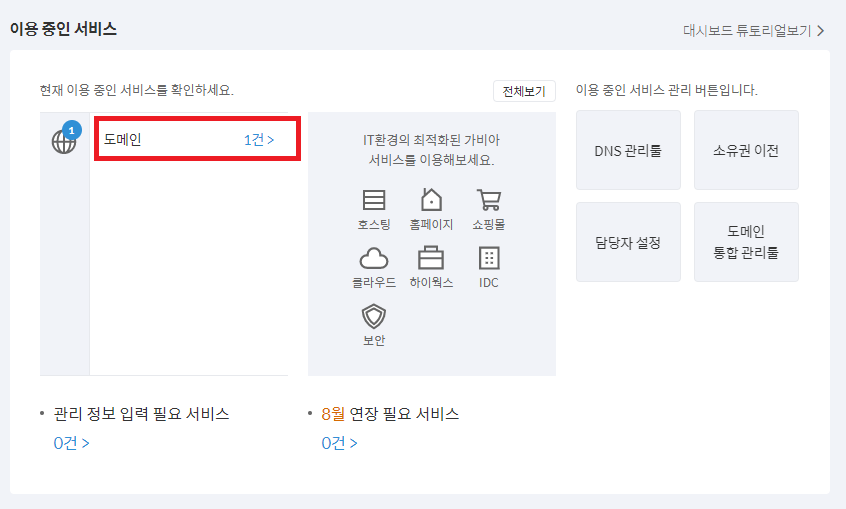 이용 중인 서비스
대시보드 튜토리얼보기 >
현재 이용 중인 서비스를 확인하세요.
전체보기
1
도메인 1건 >
IT환경의 최적화된 가비아
서비스를 이용해보세요.
호스팅 홈페이지 쇼핑몰
클라우드 하이웍스 IDC
보안
이용 중인 서비스 관리 버튼입니다.
DNS 관리툴
소유권 이전
담당자 설정
도메인
통합 관리툴
• 관리 정보 입력 필요 서비스
0건 >
• 8월 연장 필요 서비스
0건 >